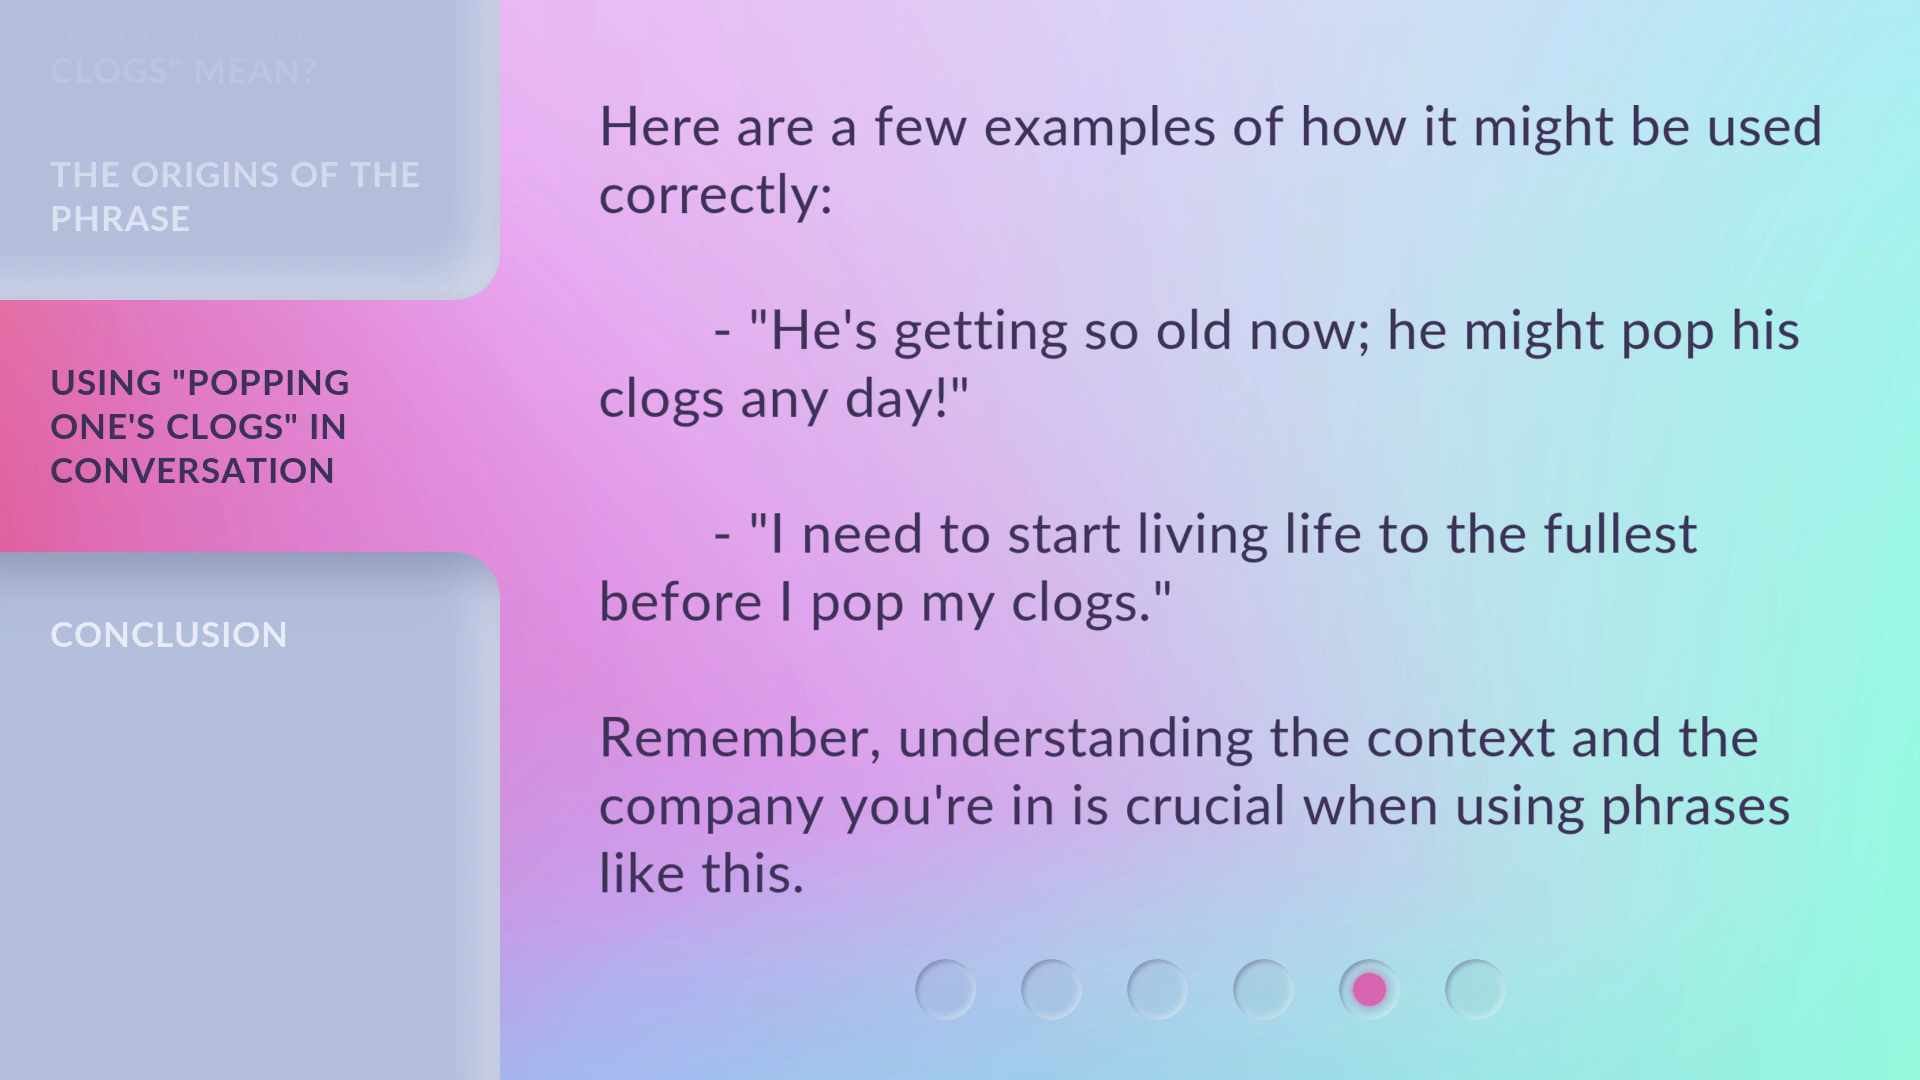 CLOGS" MEAN?
THE ORIGINS OF THE
PHRASE
USING "POPPING
ONE'S CLOGS" IN
CONVERSATION
CONCLUSION
Here are a few examples of how it might be used
correctly:
- "He's getting so old now; he might pop his
clogs any day!"
- "I need to start living life to the fullest
before I pop my clogs."
Remember, understanding the context and the
company you're in is crucial when using phrases
like this.